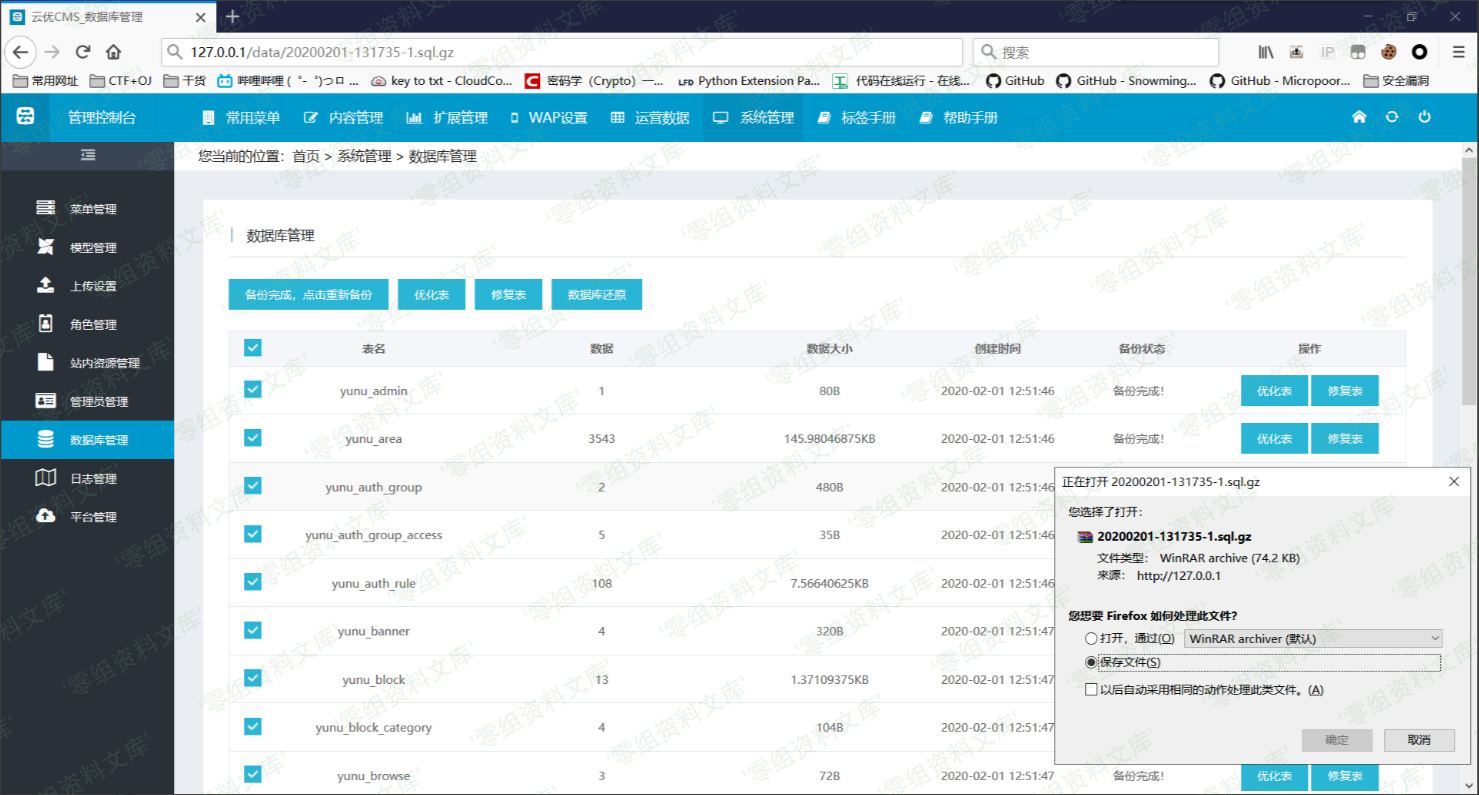 云优CMS_数据库管理
127.0.0.1/data/20200201-131735-1.sql.gz
搜索
IP
常用网址 CTF+OJ 干货 哔哩哔哩 ( ゜- ゜)つロ ... key to txt - CloudCo... 密码学（Crypto）一-... LFD Python Extension Pa... 代码在线运行 - 在线... GitHub GitHub - Snowming... GitHub - Micropoor... 安全漏洞
管理控制台 常用菜单 内容管理 扩展管理 WAP设置 运营数据 系统管理 标签手册 帮助手册
您当前的位置：首页 > 系统管理 > 数据库管理
菜单管理
模型管理
上传设置
角色管理
站内资源管理
管理员管理
数据库管理
日志管理
平台管理
数据库管理
备份完成，点击重新备份 优化表 修复表 数据库还原
表名 数据 数据大小 创建时间 备份状态 操作
yunu_admin 1 80B 2020-02-01 12:51:46 备份完成! 优化表 修复表
yunu_area 3543 145.98046875KB 2020-02-01 12:51:46 备份完成! 优化表 修复表
yunu_auth_group 2 480B 2020-02-01 12:51:46
yunu_auth_group_access 5 35B 2020-02-01 12:51:46
yunu_auth_rule 108 7.56640625KB 2020-02-01 12:51:46
yunu_banner 4 320B 2020-02-01 12:51:47
yunu_block 13 1.37109375KB 2020-02-01 12:51:47
yunu_block_category 4 104B 2020-02-01 12:51:47
yunu_browse 3 72B 2020-02-01 12:51:47 备份完成! 优化表 修复表
正在打开 20200201-131735-1.sql.gz
您选择了打开:
20200201-131735-1.sql.gz
文件类型: WinRAR archive (74.2 KB)
来源: http://127.0.0.1
您想要 Firefox 如何处理此文件?
打开，通过(O) WinRAR archiver (默认)
保存文件(S)
以后自动采用相同的动作处理此类文件。(A)
确定 取消
零组资料文库